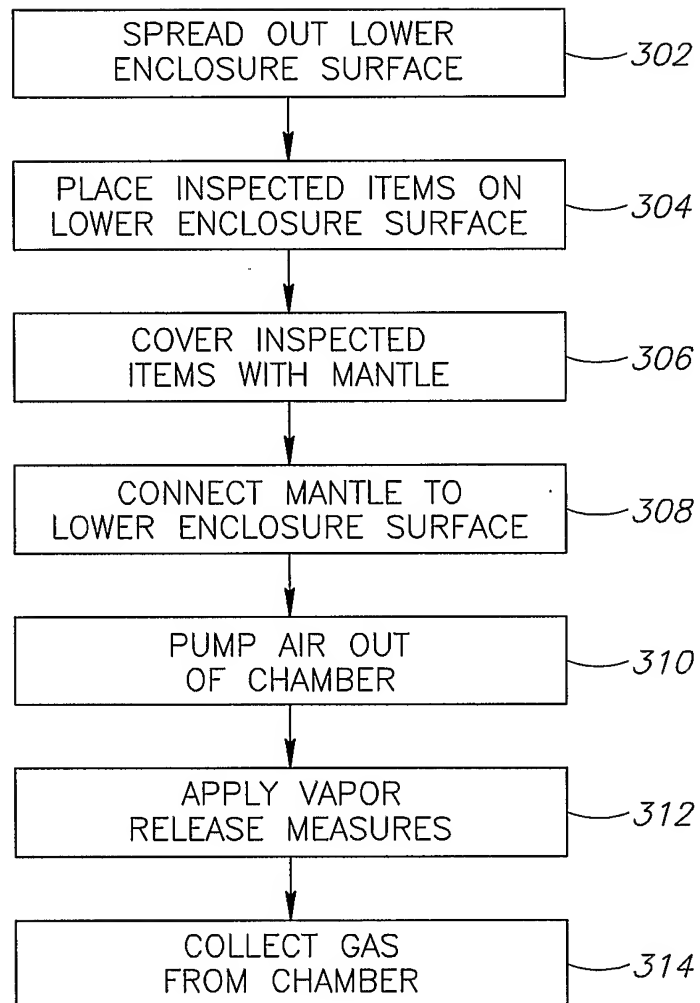 SPREAD OUT LOWER
ENCLOSURE SURFACE
302
PLACE INSPECTED ITEMS ON
LOWER ENCLOSURE SURFACE
304
COVER INSPECTED
ITEMS WITH MANTLE
306
CONNECT MANTLE TO
LOWER ENCLOSURE SURFACE
308
PUMP AIR OUT
OF CHAMBER
310
APPLY VAPOR
RELEASE MEASURES
312
COLLECT GAS
FROM CHAMBER
314